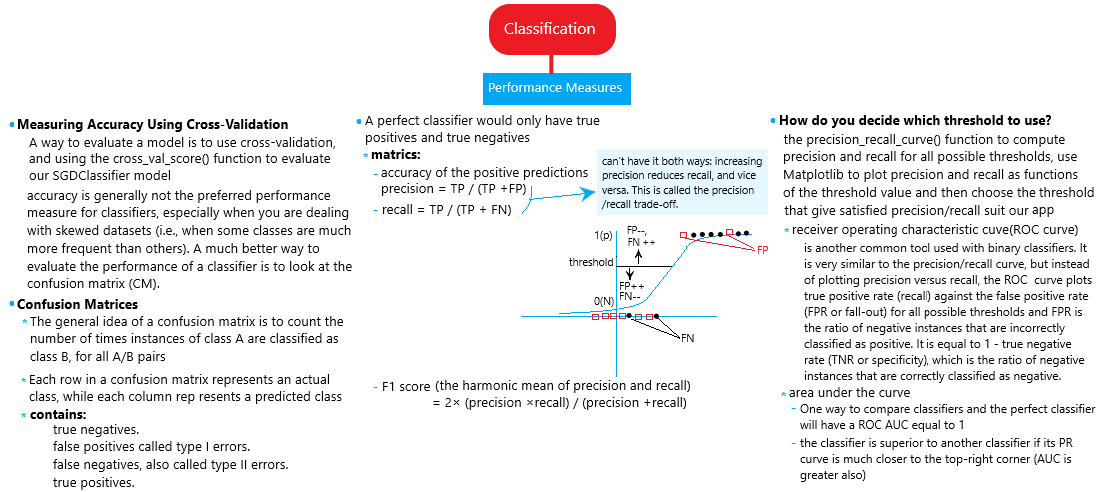 Classification
Performance Measures
• Measuring Accuracy Using Cross-Validation
A way to evaluate a model is to use cross-validation,
and using the cross_val_score() function to evaluate
our SGDClassifier model
accuracy is generally not the preferred performance
measure for classifiers, especially when you are dealing
with skewed datasets (i.e., when some classes are much
more frequent than others). A much better way to
evaluate the performance of a classifier is to look at the
confusion matrix (CM).
• Confusion Matrices
* The general idea of a confusion matrix is to count the
number of times instances of class A are classified as
class B, for all A/B pairs
* Each row in a confusion matrix represents an actual
class, while each column rep resents a predicted class
* contains:
true negatives.
false positives called type I errors.
false negatives, also called type II errors.
true positives.
• A perfect classifier would only have true
positives and true negatives
* matrics:
- accuracy of the positive predictions
precision = TP / (TP +FP)
- recall = TP / (TP + FN)
can't have it both ways: increasing
precision reduces recall, and vice
versa. This is called the precision
/recall trade-off.
1(p)
FP--,
FN ++
FP
threshold
FP++
FN--
0(N)
FN
- F1 score (the harmonic mean of precision and recall)
= 2× (precision ×recall) / (precision +recall)
• How do you decide which threshold to use?
the precision_recall_curve() function to compute
precision and recall for all possible thresholds, use
Matplotlib to plot precision and recall as functions
of the threshold value and then choose the threshold
that give satisfied precision/recall suit our app
* receiver operating characteristic cuve(ROC curve)
is another common tocl used with binary classifiers. It
is very similar to the precision/recall curve, but instead
of plotting precision versus recall, the ROC curve plots
true positive rate (recall) against the false positive rate
(FPR or fall-out) for all possible thresholds and FPR is
the ratio of negative instances that are incorrectly
classified as positive. It is equal to 1 - true negative
rate (TNR or specificity), which is the ratio of negative
instances that are correctly classified as negative.
* area under the curve
- One way to compare classifiers and the perfect classifier
will have a ROC AUC equal to 1
- the classifier is superior to another classifier if its PR
curve is much closer to the top-right corner (AUC is
greater also)